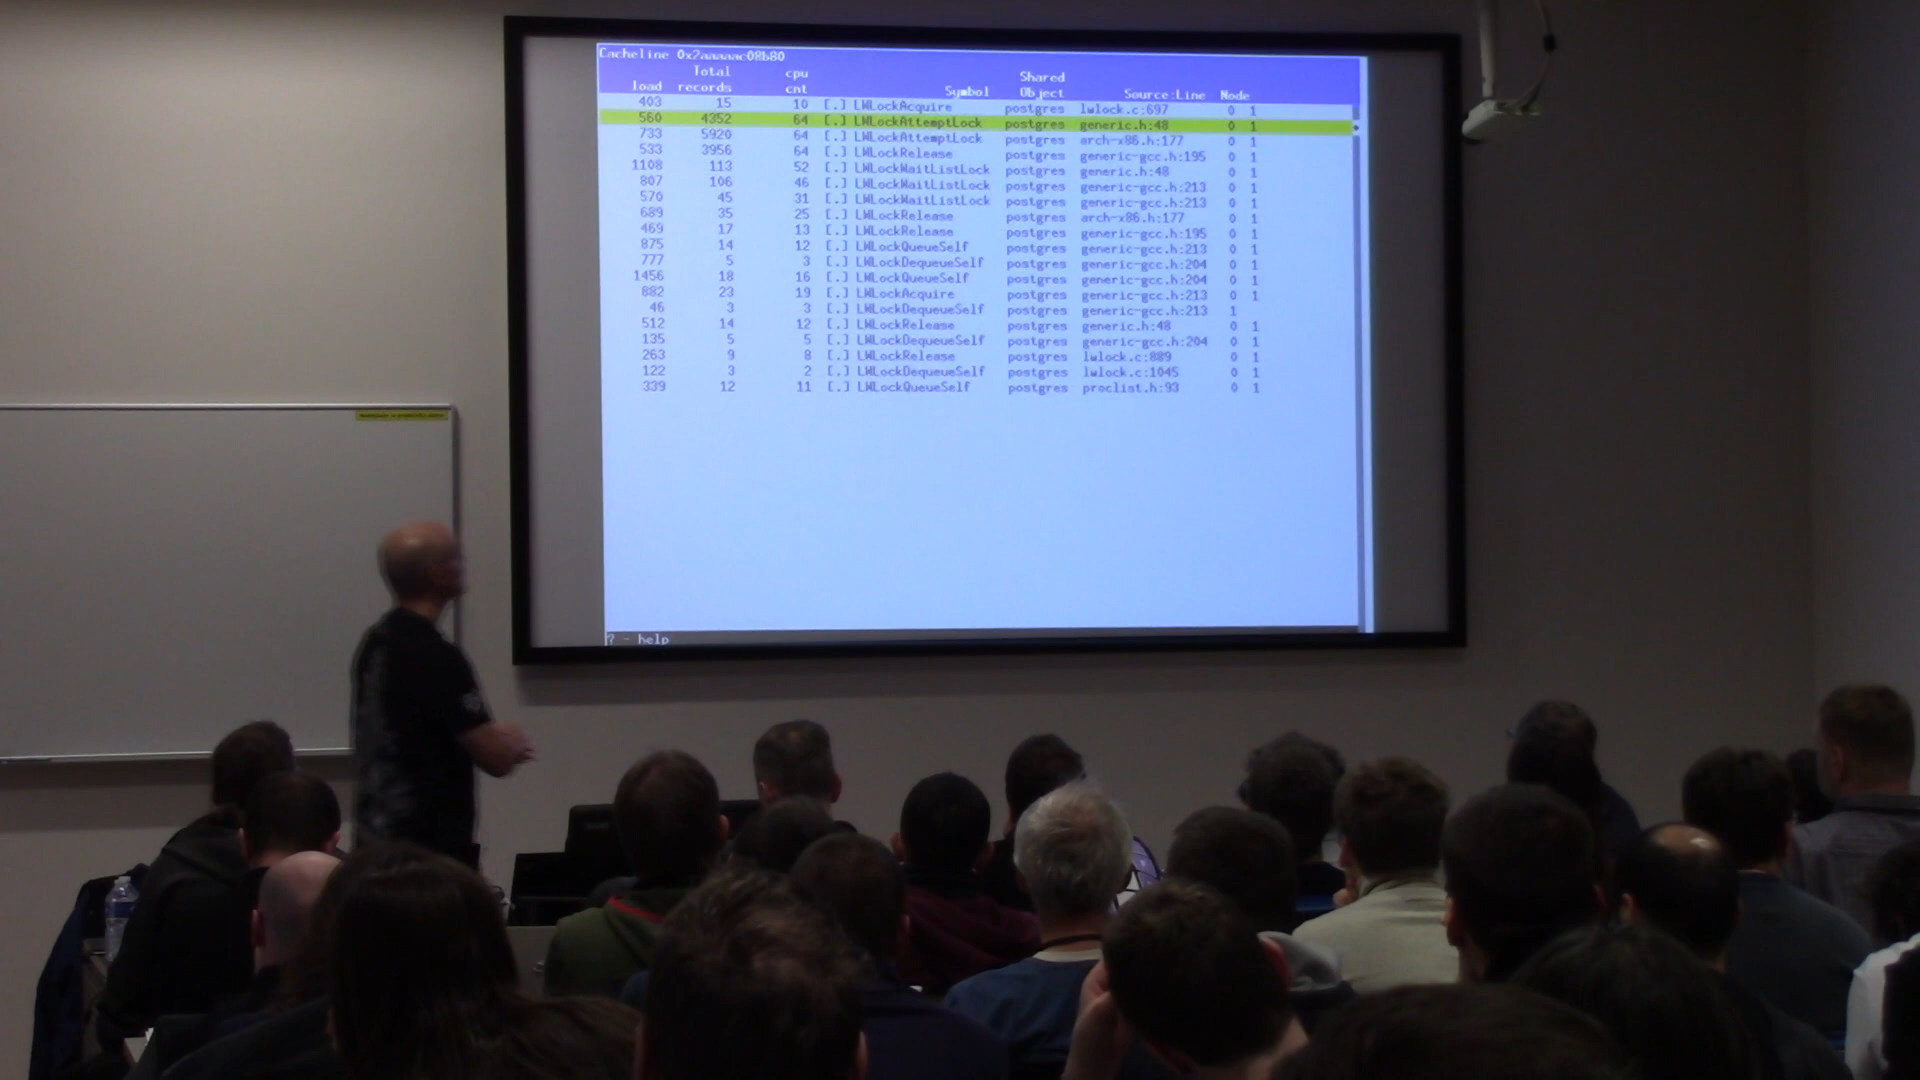 Cacheline 0x2aaaaac08b80
Total cpu Shared
load records cnt Symbol Object Source:Line Node
403 15 10 [.] LWLockAcquire postgres lwlock.c:697 0 1
560 4352 64 [.] LWLockAttemptLock postgres generic.h:48 0 1
733 5920 64 [.] LWLockAttemptLock postgres arch-x86.h:177 0 1
533 3956 64 [.] LWLockRelease postgres generic-gcc.h:195 0 1
1108 113 52 [.] LWLockWaitListLock postgres generic.h:48 0 1
807 106 46 [.] LWLockWaitListLock postgres generic-gcc.h:213 0 1
570 45 31 [.] LWLockWaitListLock postgres generic-gcc.h:213 0 1
689 35 25 [.] LWLockRelease postgres arch-x86.h:177 0 1
469 17 13 [.] LWLockRelease postgres generic-gcc.h:195 0 1
875 14 12 [.] LWLockQueueSelf postgres generic-gcc.h:213 0 1
777 5 3 [.] LWLockDequeueSelf postgres generic-gcc.h:204 0 1
1456 18 16 [.] LWLockQueueSelf postgres generic-gcc.h:204 0 1
882 23 19 [.] LWLockAcquire postgres generic-gcc.h:213 0 1
46 3 3 [.] LWLockDequeueSelf postgres generic-gcc.h:213 1
512 14 12 [.] LWLockRelease postgres generic.h:48 0 1
135 5 5 [.] LWLockDequeueSelf postgres generic-gcc.h:204 0 1
263 9 8 [.] LWLockRelease postgres lwlock.c:889 0 1
122 3 2 [.] LWLockDequeueSelf postgres lwlock.c:1045 0 1
339 12 11 [.] LWLockQueueSelf postgres proclist.h:93 0 1
? - help